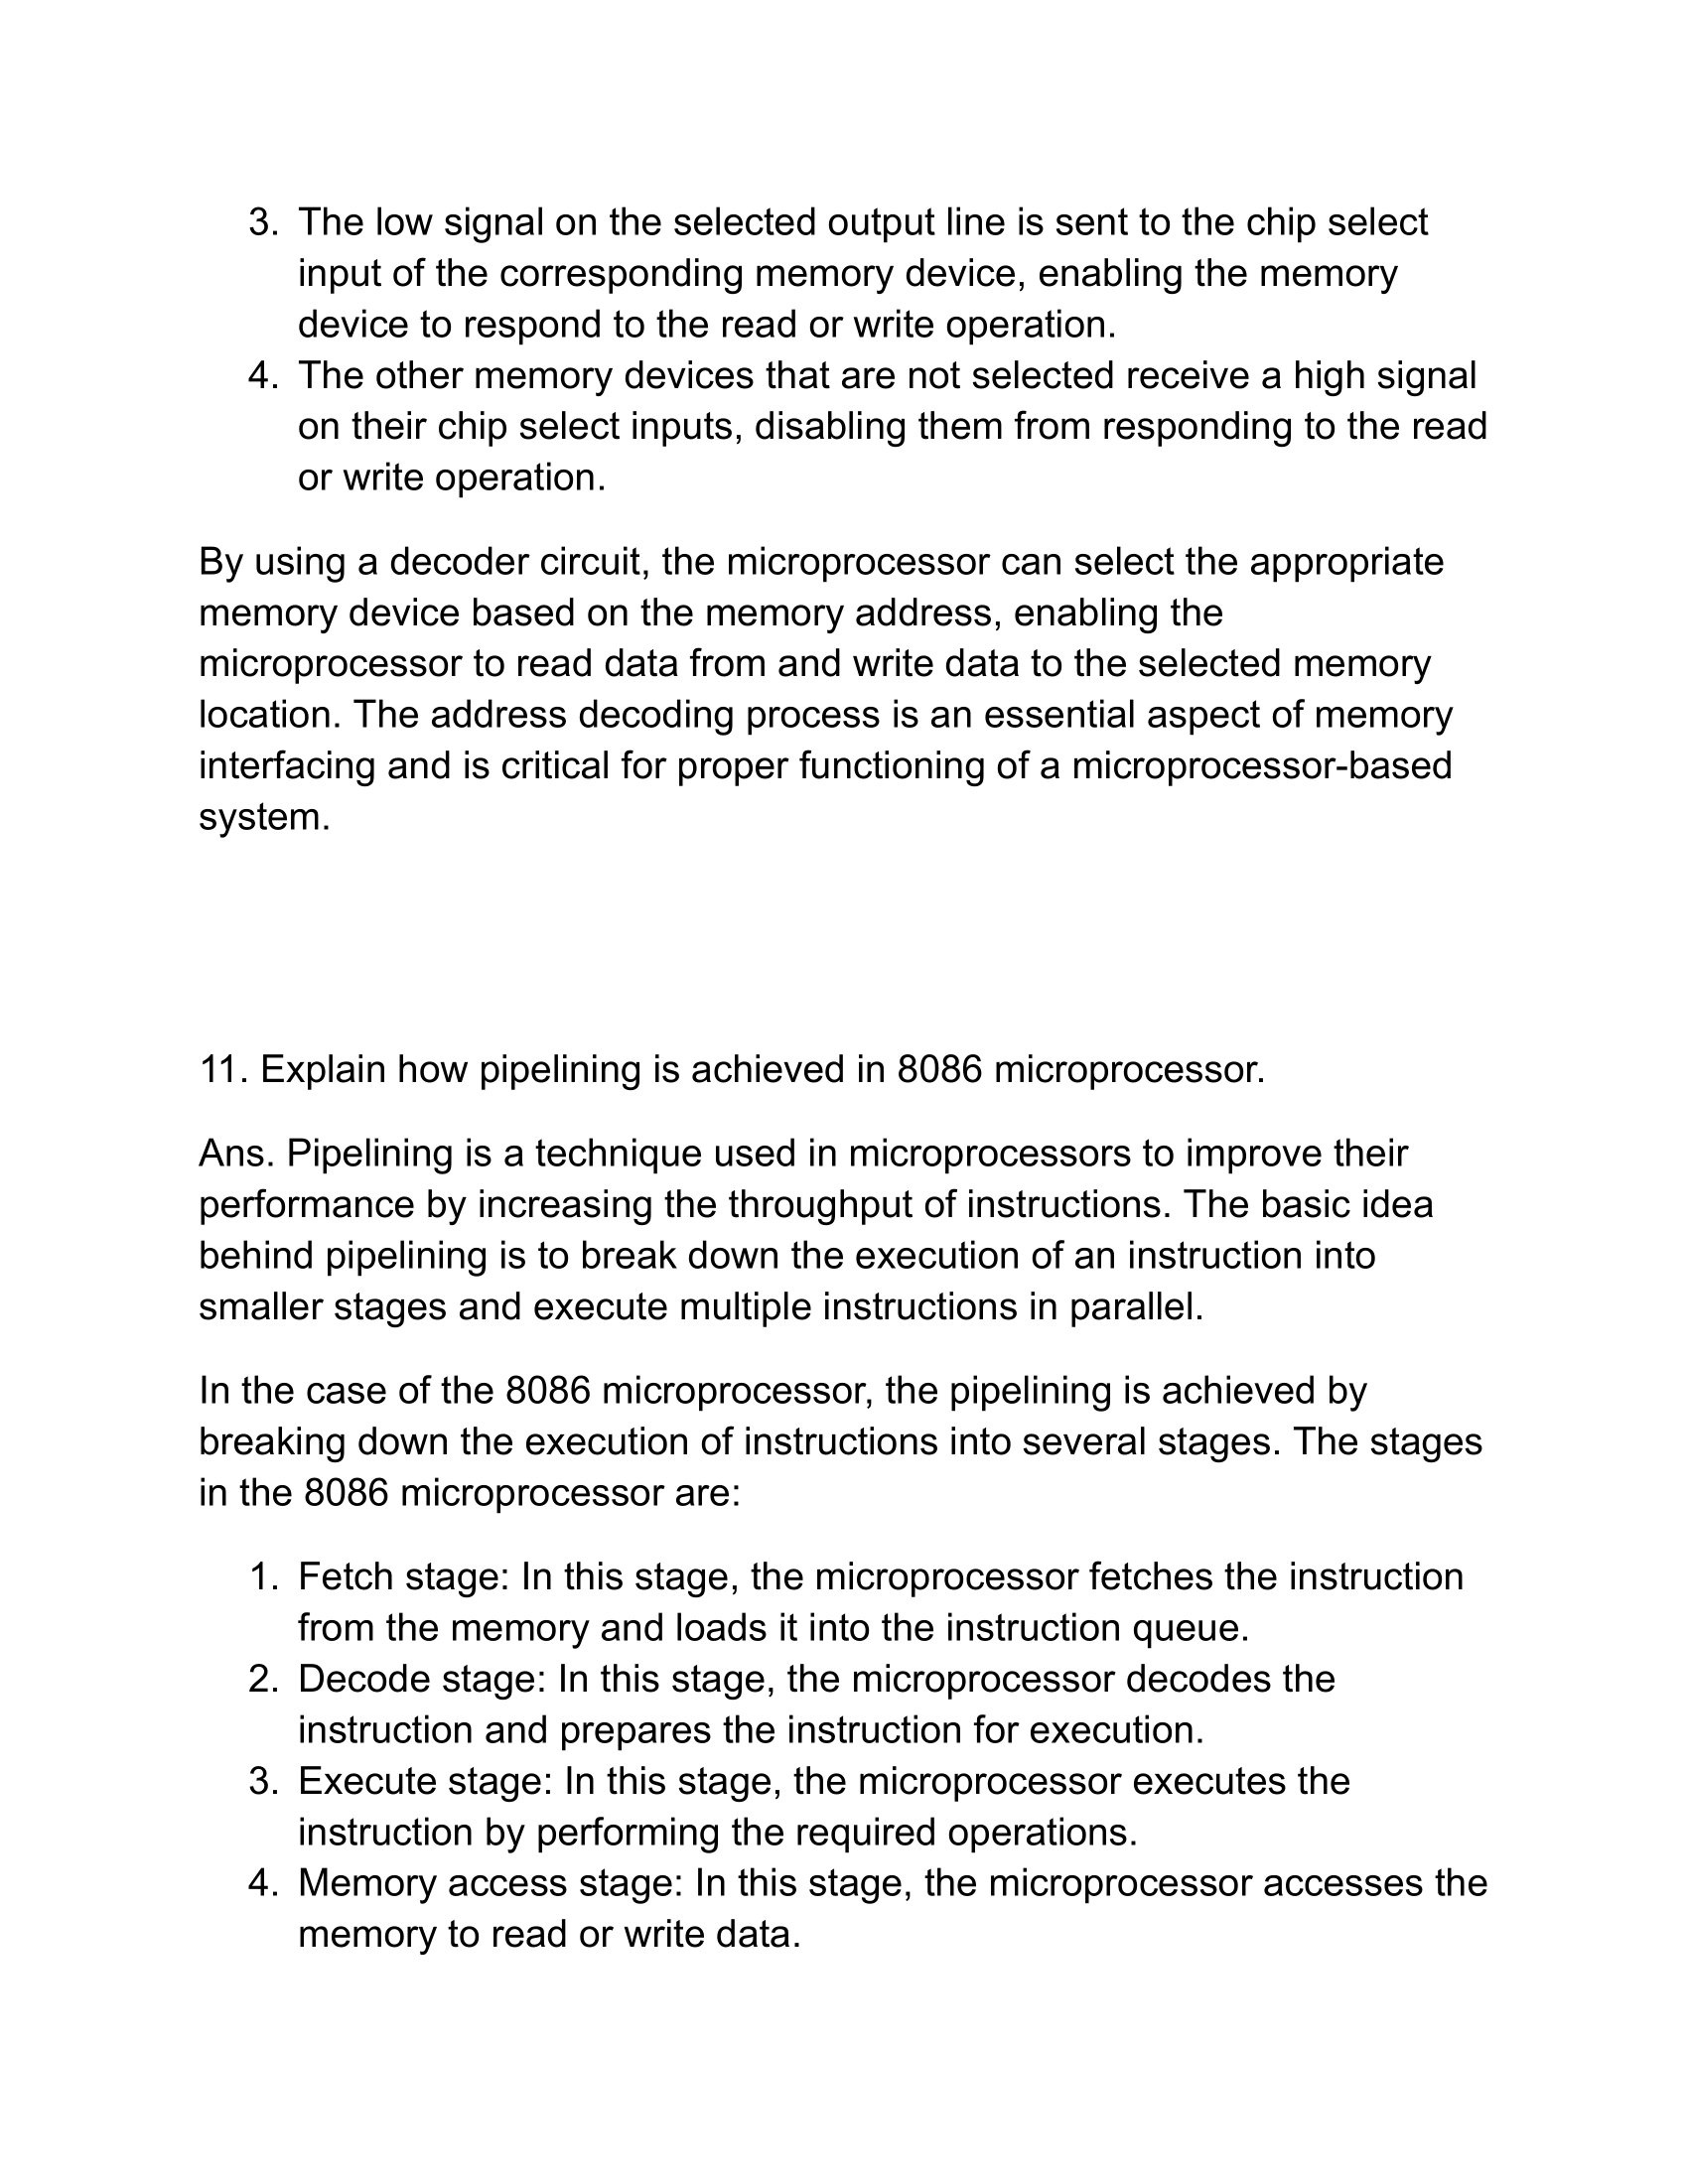 3. The low signal on the selected output line is sent to the chip select
input of the corresponding memory device, enabling the memory
device to respond to the read or write operation.
4. The other memory devices that are not selected receive a high signal
on their chip select inputs, disabling them from responding to the read
or write operation.
By using a decoder circuit, the microprocessor can select the appropriate
memory device based on the memory address, enabling the
microprocessor to read data from and write data to the selected memory
location. The address decoding process is an essential aspect of memory
interfacing and is critical for proper functioning of a microprocessor-based
system.
11. Explain how pipelining is achieved in 8086 microprocessor.
Ans. Pipelining is a technique used in microprocessors to improve their
performance by increasing the throughput of instructions. The basic idea
behind pipelining is to break down the execution of an instruction into
smaller stages and execute multiple instructions in parallel.
In the case of the 8086 microprocessor, the pipelining is achieved by
breaking down the execution of instructions into several stages. The stages
in the 8086 microprocessor are:
1. Fetch stage: In this stage, the microprocessor fetches the instruction
from the memory and loads it into the instruction queue.
2. Decode stage: In this stage, the microprocessor decodes the
instruction and prepares the instruction for execution.
3. Execute stage: In this stage, the microprocessor executes the
instruction by performing the required operations.
4. Memory access stage: In this stage, the microprocessor accesses the
memory to read or write data.